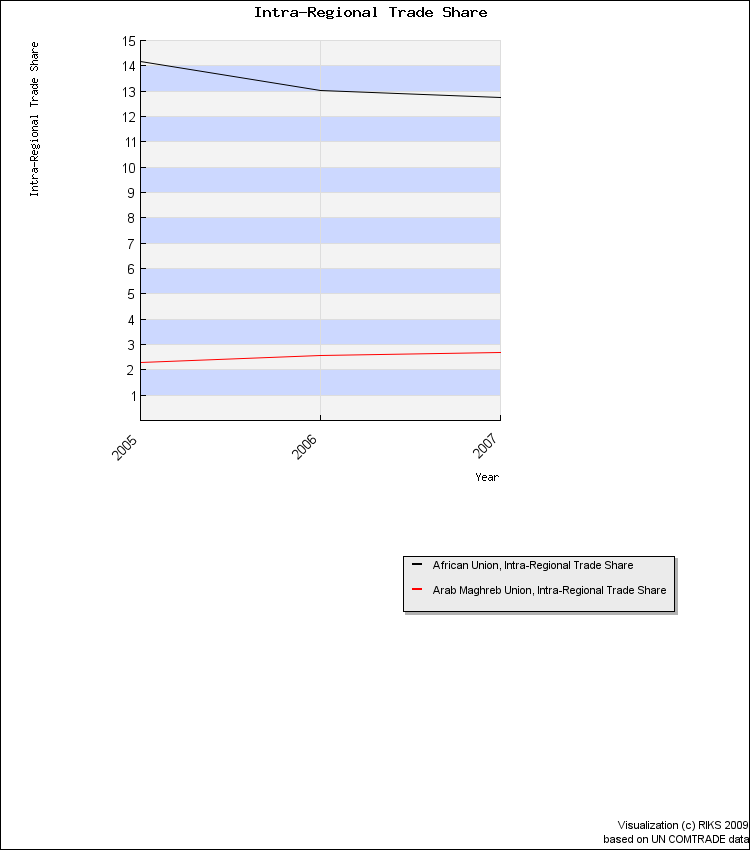 Intra-Regional Trade Share
Intra-Regional Trade Share
15
14
13
12
11
10
9
8
7
6
5
4
3
2
1
2005
2006
2007
Year
African Union, Intra-Regional Trade Share
Arab Maghreb Union, Intra-Regional Trade Share
Visualization (c) RIKS 2009
based on UN COMTRADE data